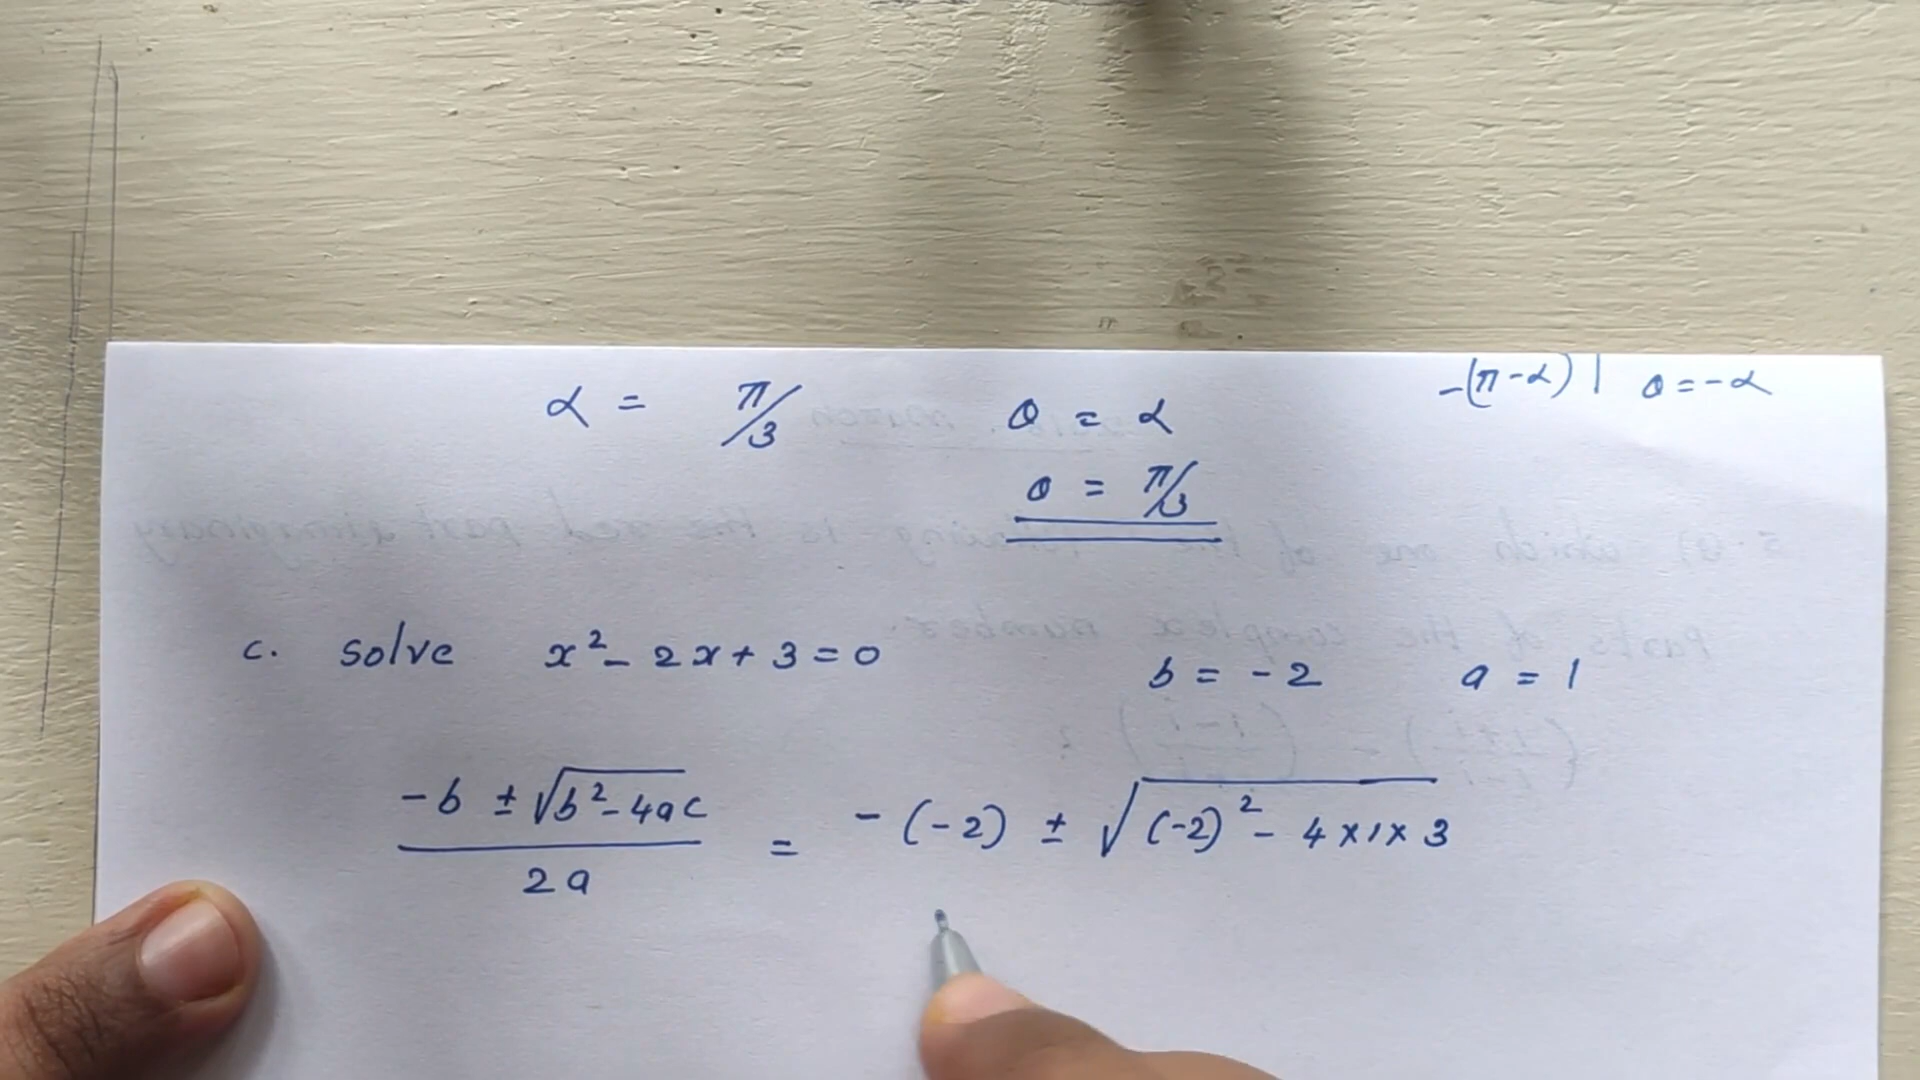 α = π/3 θ = α -(π-α) | θ=-α
θ = π/3
c. solve x²- 2x+3=0
b = -2 a = 1
-b ±√b²-4ac / 2a = -(-2) ± √(-2)²- 4×1×3